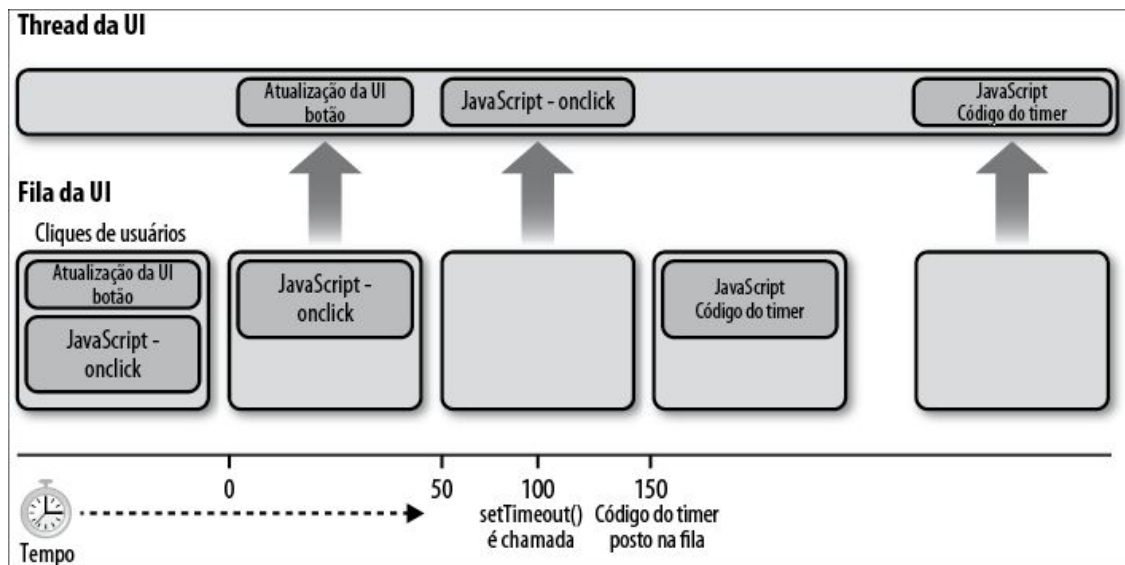 Thread da UI
Atualização da UI
botão
JavaScript - onclick
JavaScript
Código do timer
Fila da UI
Cliques de usuários
Atualização da UI
botão
JavaScript -
onclick
JavaScript -
onclick
JavaScript
Código do timer
0
50
100
150
setTimeout()
é chamada
Código do timer
posto na fila
Tempo